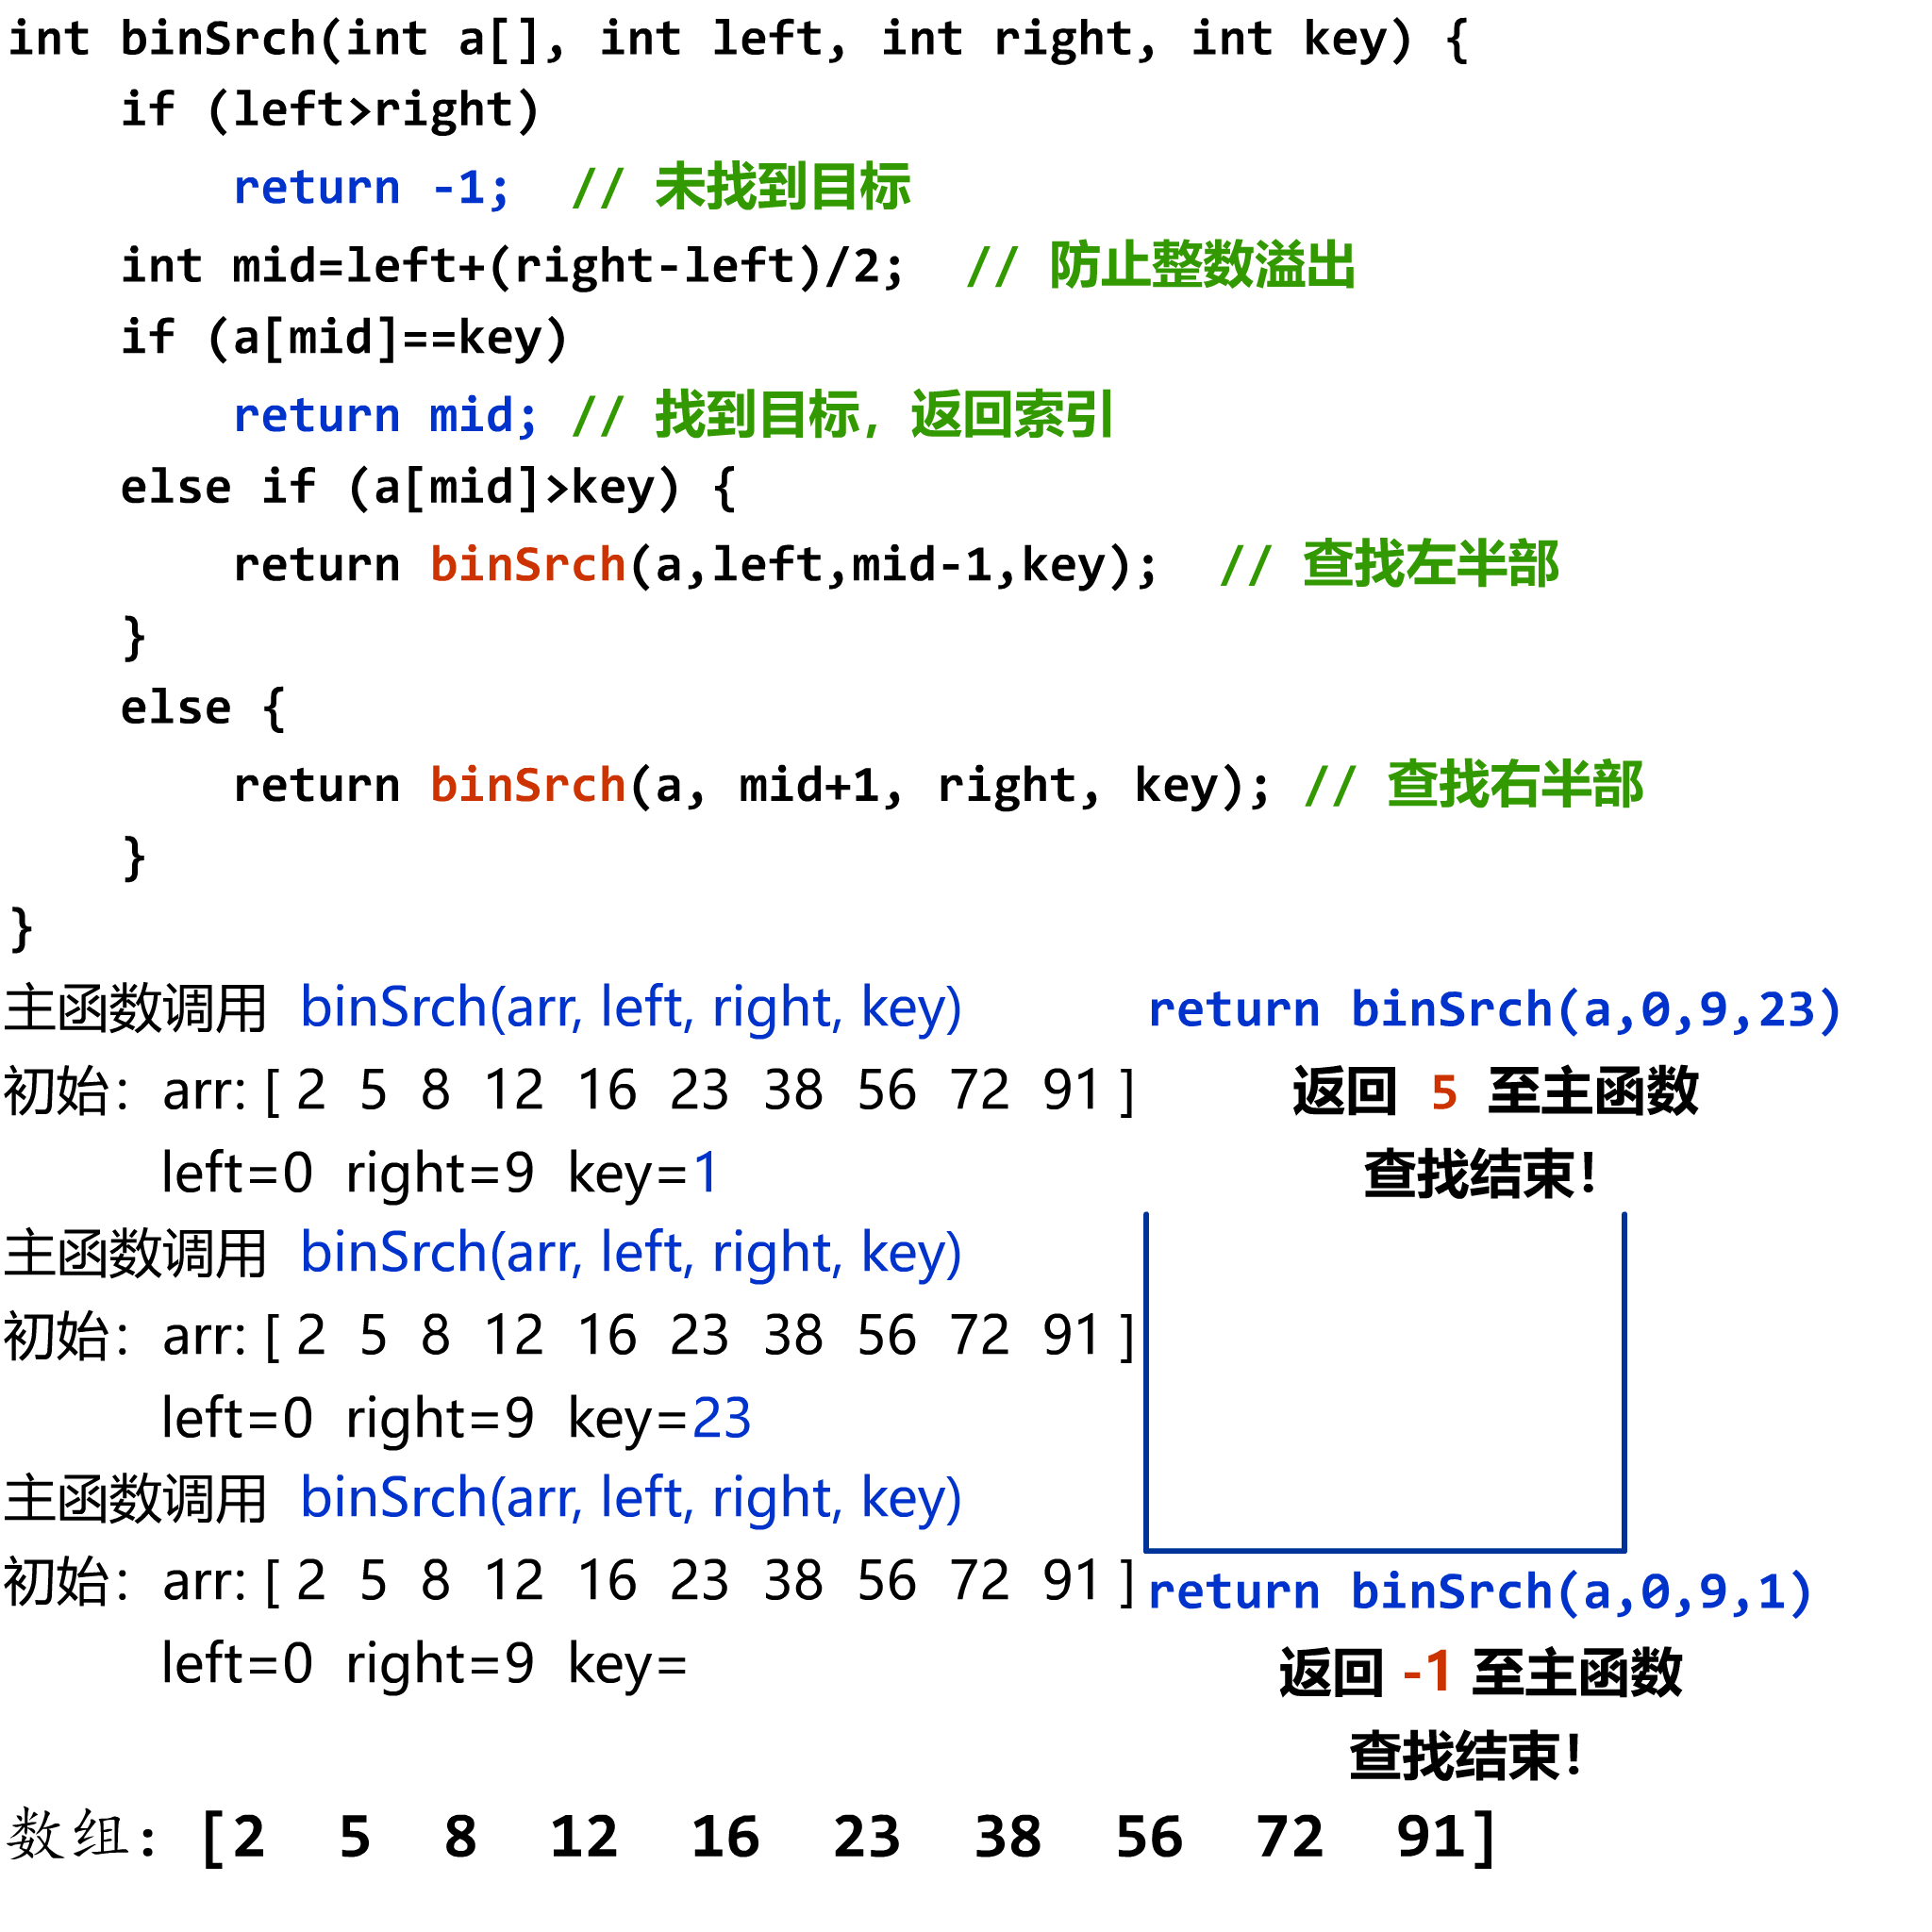 int binSrch(int a[], int left, int right, int key) {
if (left>right)
return -1; // 未找到目标
int mid=left+(right-left)/2; // 防止整数溢出
if (a[mid]==key)
return mid; // 找到目标，返回索引
else if (a[mid]>key) {
return binSrch(a,left,mid-1,key); // 查找左半部
}
else {
return binSrch(a, mid+1, right, key); // 查找右半部
}
}
主函数调用 binSrch(arr, left, right, key)
初始：arr: [ 2 5 8 12 16 23 38 56 72 91 ]
left=0 right=9 key=1
主函数调用 binSrch(arr, left, right, key)
初始：arr: [ 2 5 8 12 16 23 38 56 72 91 ]
left=0 right=9 key=23
主函数调用 binSrch(arr, left, right, key)
初始：arr: [ 2 5 8 12 16 23 38 56 72 91 ]
left=0 right=9 key=
return binSrch(a,0,9,23)
返回 5 至主函数
查找结束！
return binSrch(a,0,9,1)
返回 -1 至主函数
查找结束！
数组：[2 5 8 12 16 23 38 56 72 91]